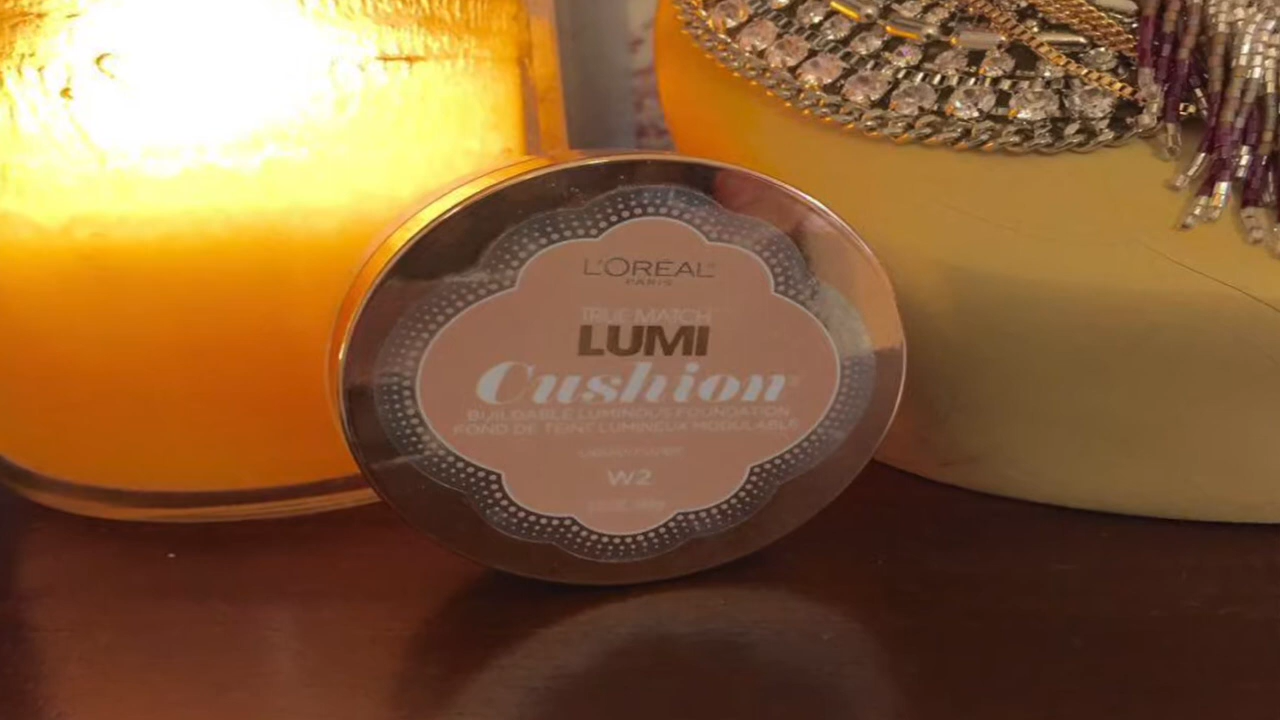 L'ORÉAL
PARIS
TRUE MATCH
LUMI
Cushion
BUILDABLE LUMINOUS FOUNDATION
FOND DE TEINT LUMINEUX MODULABLE
W2